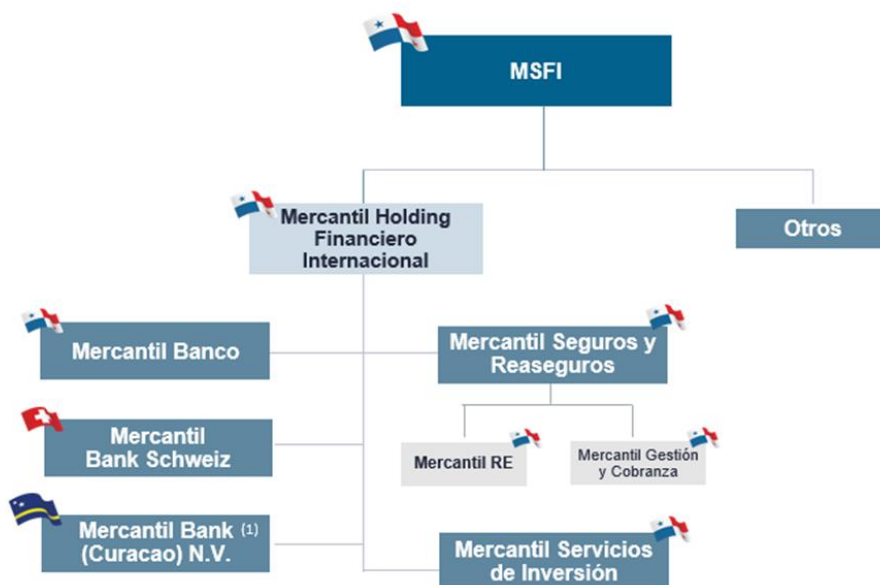 MSFI
Mercantil Holding
Financiero
Internacional
Otros
Mercantil Banco
Mercantil Seguros y
Reaseguros
Mercantil
Bank Schweiz
Mercantil RE
Mercantil Gestión
y Cobranza
Mercantil Bank (1)
(Curacao) N.V.
Mercantil Servicios
de Inversión